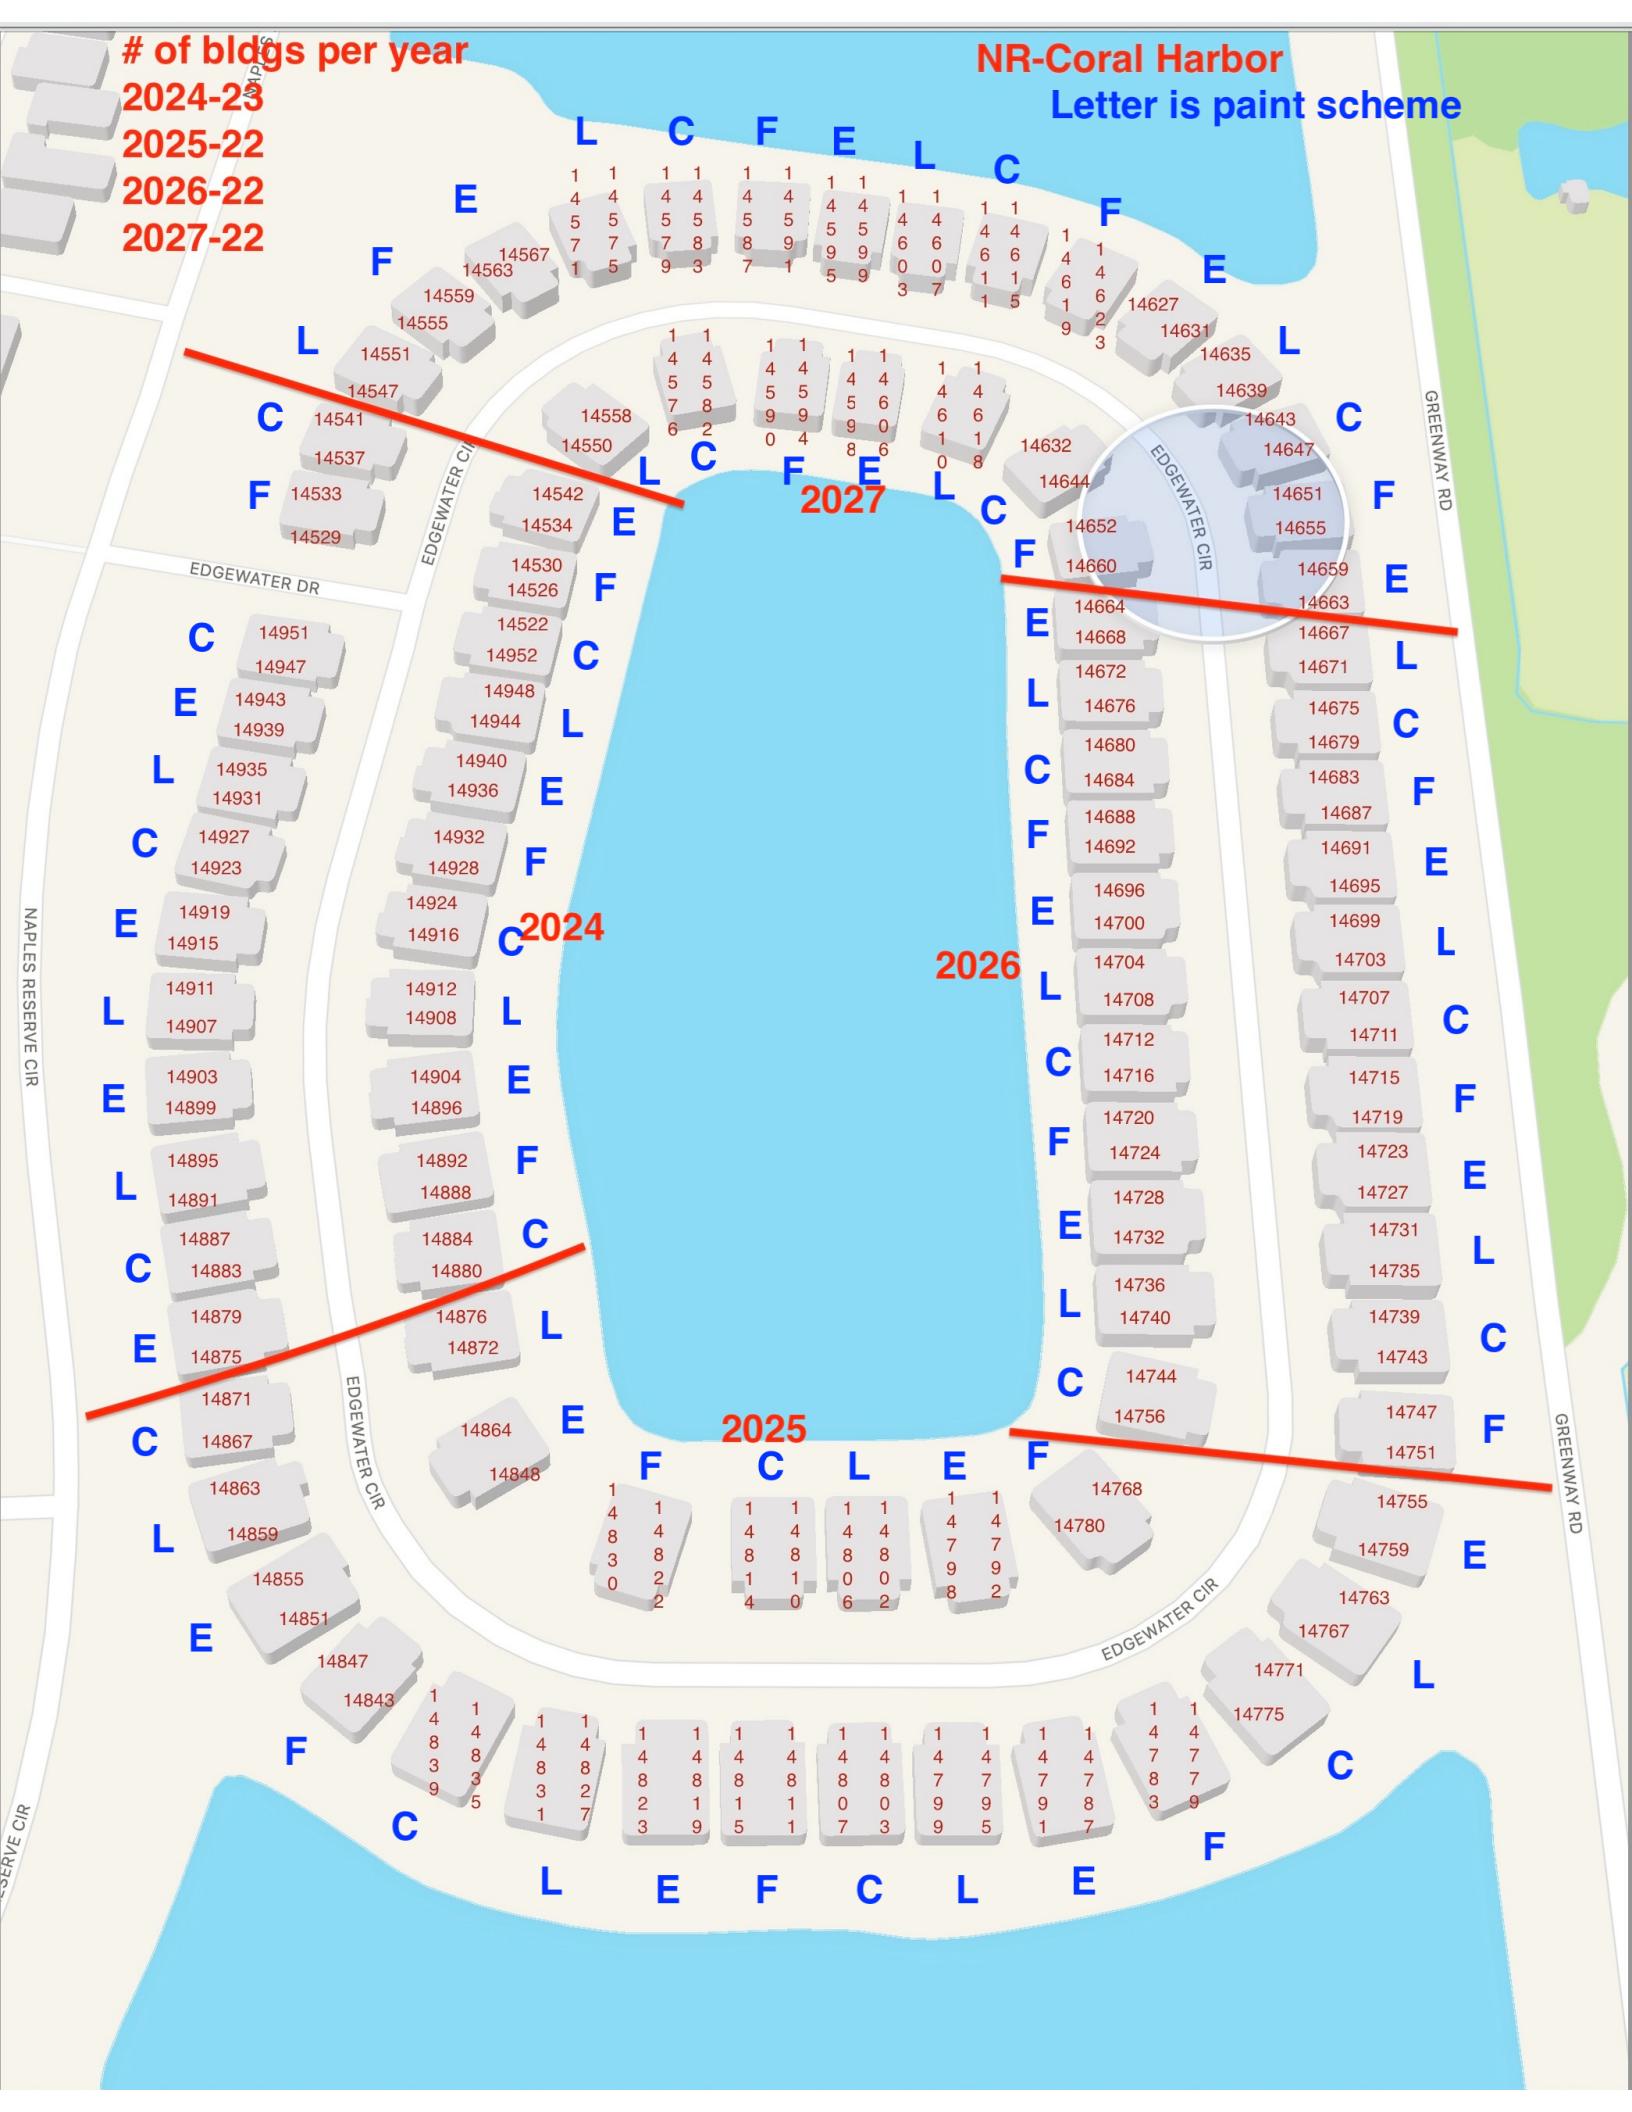 # of bldgs per year
2024-23
2025-22
2026-22
2027-22
NR-Coral Harbor
Letter is paint scheme
NAPLES
L
C
F
E
L
C
F
E
L
C
F
E
14571
14575
14579
14583
14587
14591
14595
14599
14603
14607
14611
14615
14619
14623
14627
14631
14635
14639
14643
14647
14651
14655
14659
14663
E
14567
14563
F
14559
14555
L
14551
14547
C
14541
14537
F
14533
14529
EDGEWATER DR
EDGEWATER CIR
14558
14550
L
14576
14582
C
14590
14594
F
14598
14606
E
14610
14618
L
14632
14644
C
14652
14660
F
2027
EDGEWATER CIR
GREENWAY RD
14542
14534
E
14530
14526
F
14522
14952
C
14948
14944
L
14940
14936
E
14932
14928
F
14924
14916
C
2024
14912
14908
L
14904
14896
E
14892
14888
F
14884
14880
C
C
14951
14947
E
14943
14939
L
14935
14931
C
14927
14923
E
14919
14915
L
14911
14907
E
14903
14899
L
14895
14891
C
14887
14883
E
14879
14875
NAPLES RESERVE CIR
2026
E
14664
14668
L
14672
14676
C
14680
14684
F
14688
14692
E
14696
14700
L
14704
14708
C
14712
14716
F
14720
14724
E
14728
14732
L
14736
14740
C
14744
14756
14667
14671
L
14675
14679
C
14683
14687
F
14691
14695
E
14699
14703
L
14707
14711
C
14715
14719
F
14723
14727
E
14731
14735
L
14739
14743
C
14747
14751
F
GREENWAY RD
14876
14872
L
14864
14848
E
2025
F
14830
14822
C
14814
14810
L
14806
14802
E
14798
14792
F
14768
14780
EDGEWATER CIR
EDGEWATER CIR
C
14871
14867
L
14863
14859
E
14855
14851
F
14847
14843
C
14839
14835
L
14831
14827
E
14823
14819
F
14815
14811
C
14807
14803
L
14799
14795
E
14791
14787
F
14783
14779
C
14771
14775
L
14763
14767
E
14755
14759
SERVE CIR